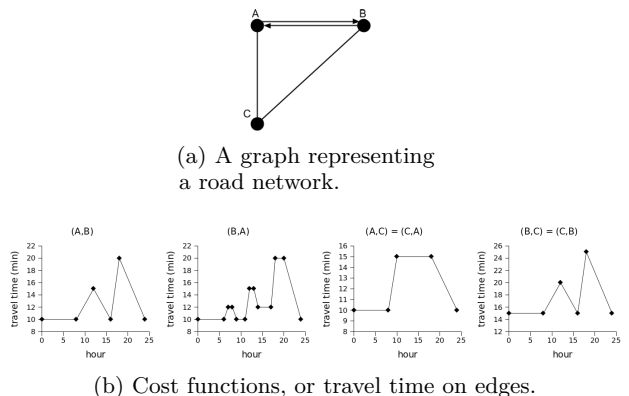 A
B
C
(a) A graph representing
a road network.
(A,B)
travel time (min)
22
20
18
16
14
12
10
8
0 5 10 15 20 25
hour
(B,A)
travel time (min)
22
20
18
16
14
12
10
8
0 5 10 15 20 25
hour
(A,C) = (C,A)
travel time (min)
16
15
14
13
12
11
10
9
8
0 5 10 15 20 25
hour
(B,C) = (C,B)
travel time (min)
26
24
22
20
18
16
14
12
0 5 10 15 20 25
hour
(b) Cost functions, or travel time on edges.